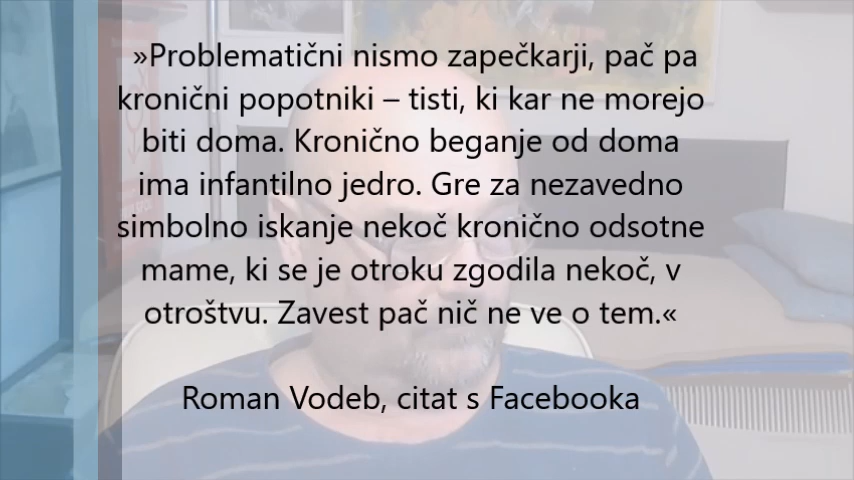 »Problematični nismo zapečkarji, pač pa
kronični popotniki – tisti, ki kar ne morejo
biti doma. Kronično beganje od doma
ima infantilno jedro. Gre za nezavedno
simbolno iskanje nekoč kronično odsotne
mame, ki se je otroku zgodila nekoč, v
otroštvu. Zavest pač nič ne ve o tem.«
Roman Vodeb, citat s Facebooka